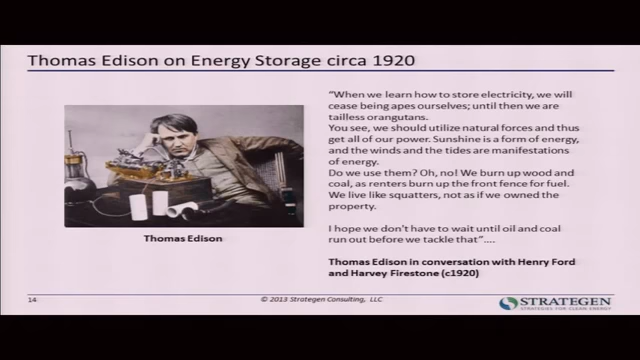 Thomas Edison on Energy Storage circa 1920
"When we learn how to store electricity, we will
cease being apes ourselves; until then we are
tailless orangutans.
You see, we should utilize natural forces and thus
get all of our power. Sunshine is a form of energy,
and the winds and the tides are manifestations
of energy.
Do we use them? Oh, no! We burn up wood and
coal, as renters burn up the front fence for fuel.
We live like squatters, not as if we owned the
property.
I hope we don't have to wait until oil and coal
run out before we tackle that"....
Thomas Edison in conversation with Henry Ford
and Harvey Firestone (c1920)
Thomas Edison
14
© 2013 Strategen Consulting, LLC
STRATEGEN
STRATEGIES FOR CLEAN ENERGY